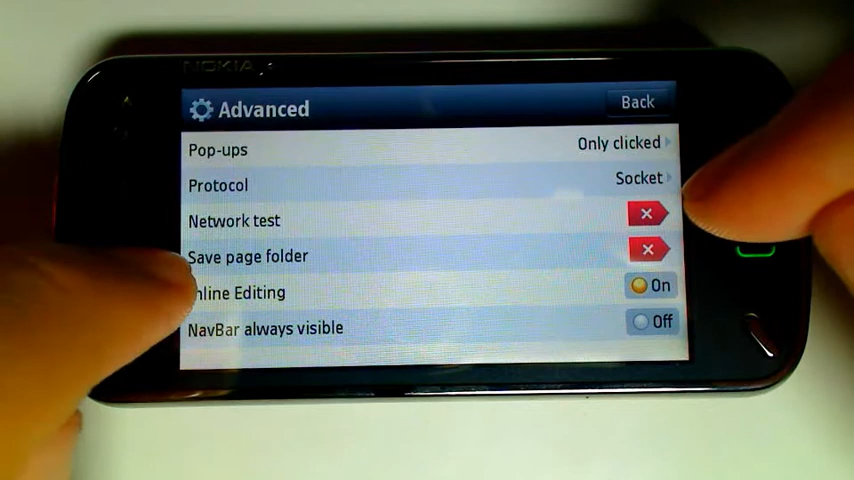 NOKIA
Advanced
Back
Pop-ups Only clicked
Protocol Socket
Network test
Save page folder
nline Editing On
NavBar always visible Off